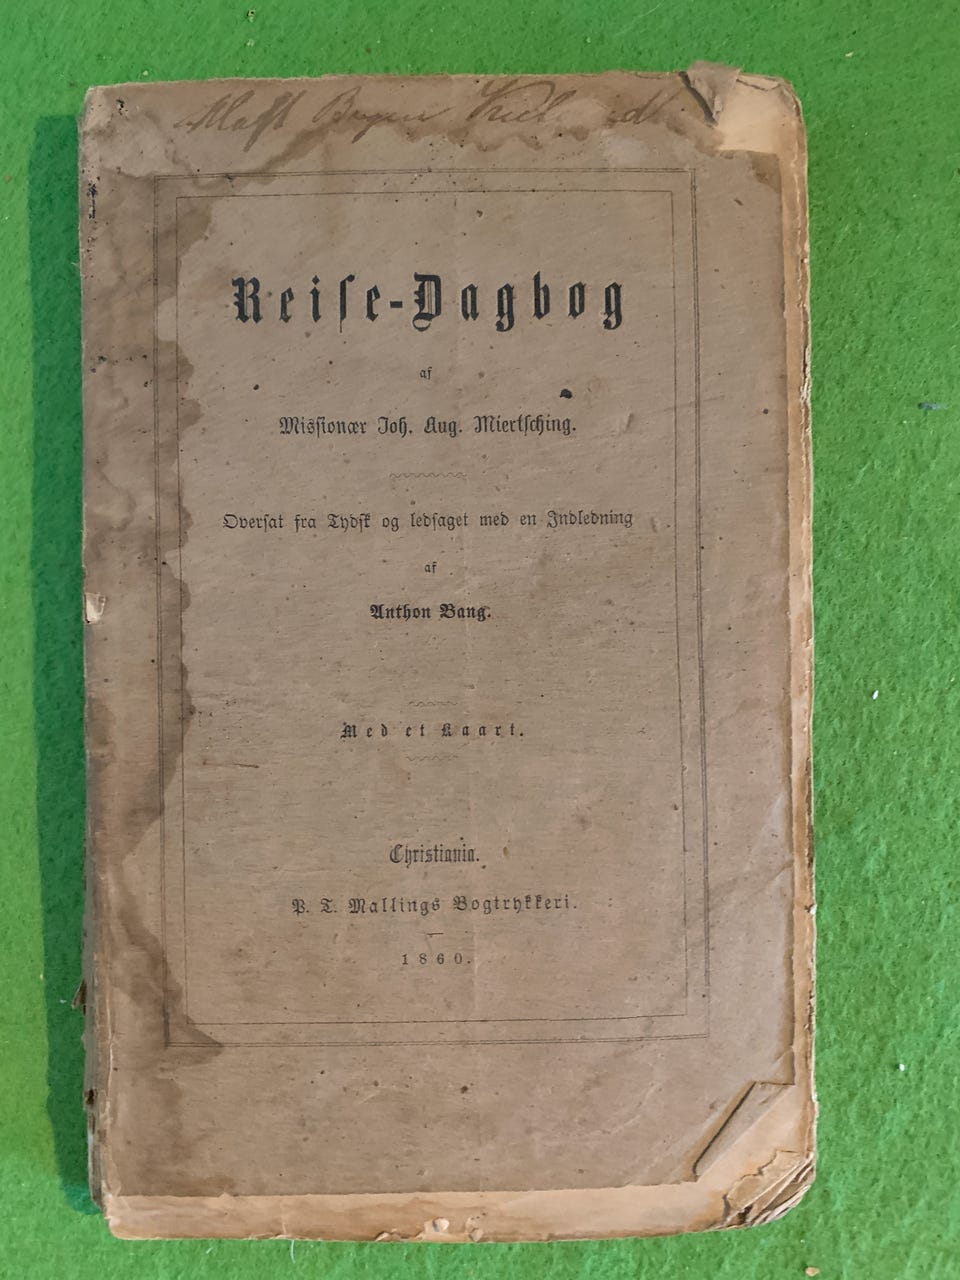 Reise-Dagbog
af
Missionær Joh. Aug. Miertsching.
Oversat fra Tydsk og ledsaget med en Indledning
af
Anthon Bang.
Med et Kaart.
Christiania.
P. T. Mallings Bogtrykkeri.
1860.